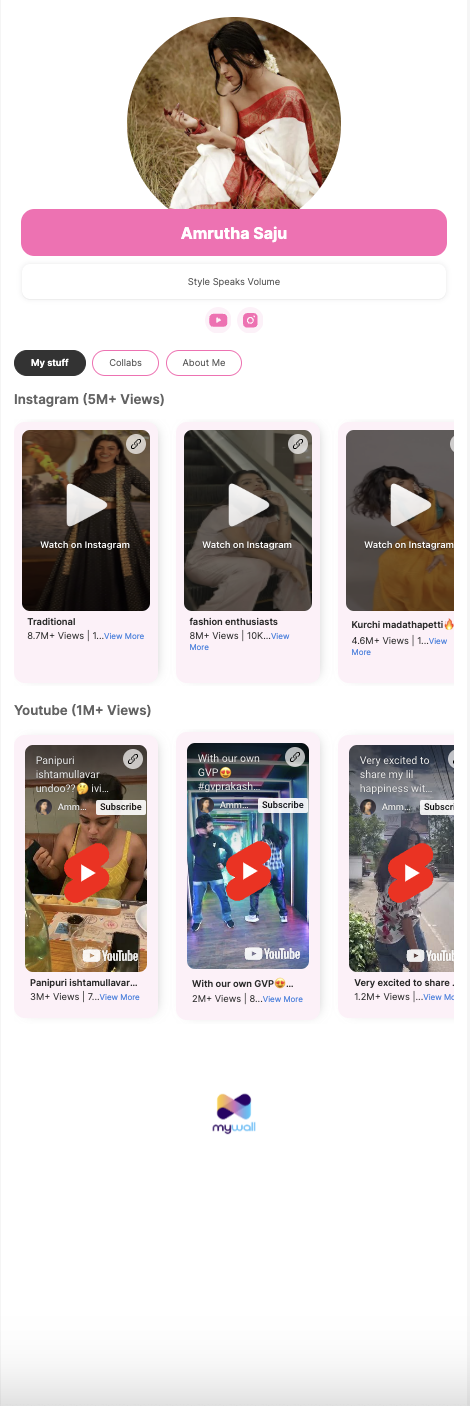 Amrutha Saju
Style Speaks Volume
My stuff
Collabs
About Me
Instagram (5M+ Views)
Watch on Instagram
Traditional
8.7M+ Views | 1...View More
Watch on Instagram
fashion enthusiasts
8M+ Views | 10K...View
More
Watch on Instagram
Kurchi madathapetti🔥
4.6M+ Views | 1...View
More
Youtube (1M+ Views)
Panipuri
ishtamullavar
undoo??🤔 ivi...
Amm...
Subscribe
YouTube
Panipuri ishtamullavar...
3M+ Views | 7...View More
With our own
GVP😍
#gyprakash...
Amm...
Subscribe
YouTube
With our own GVP😍...
2M+ Views | 8...View More
Very excited to
share my lil
happiness wit...
Amm...
Subscri
YouTu
Very excited to share .
1.2M+ Views |...View Mo
mywall